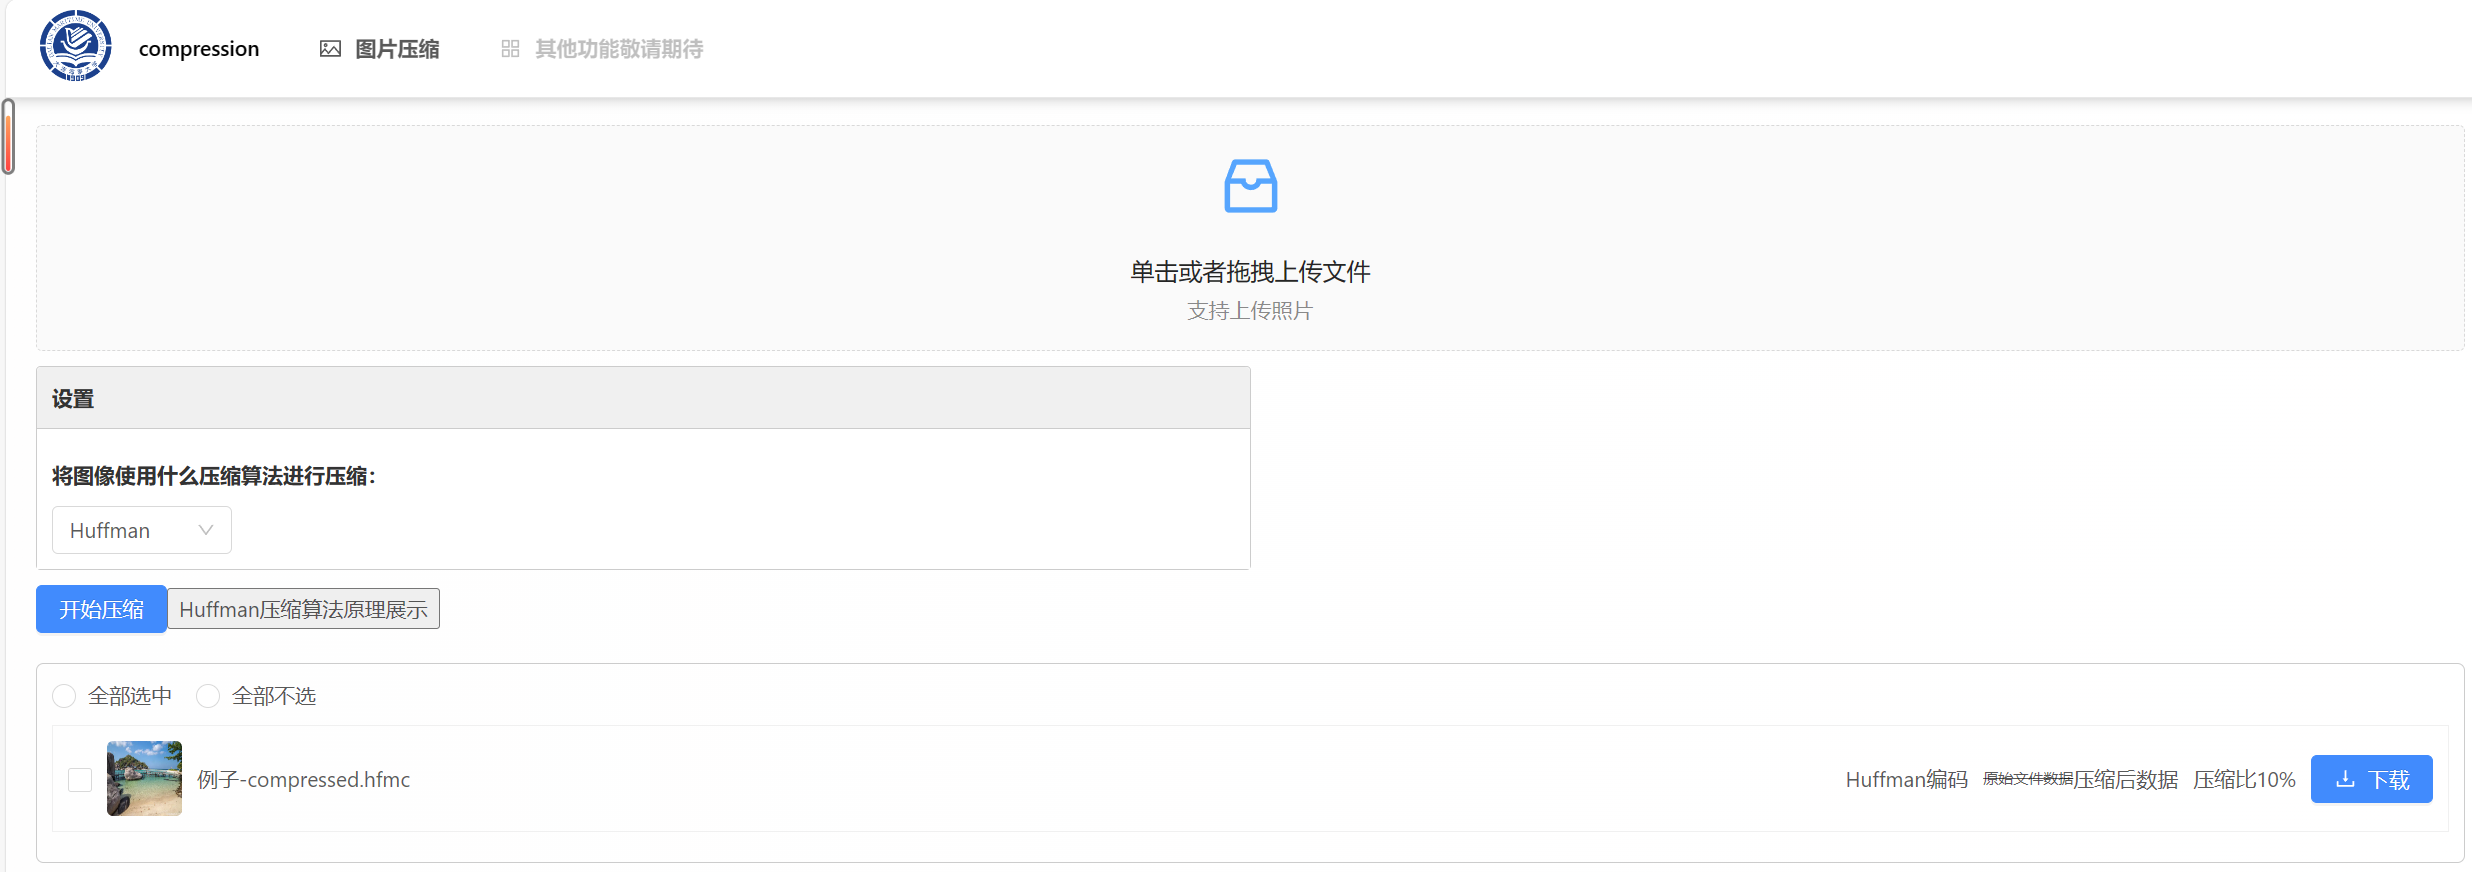 compression
图片压缩
其他功能敬请期待
单击或者拖拽上传文件
支持上传照片
设置
将图像使用什么压缩算法进行压缩：
Huffman
开始压缩
Huffman压缩算法原理展示
全部选中
全部不选
例子-compressed.hfmc
Huffman编码
原始文件数据压缩后数据
压缩比10%
下载